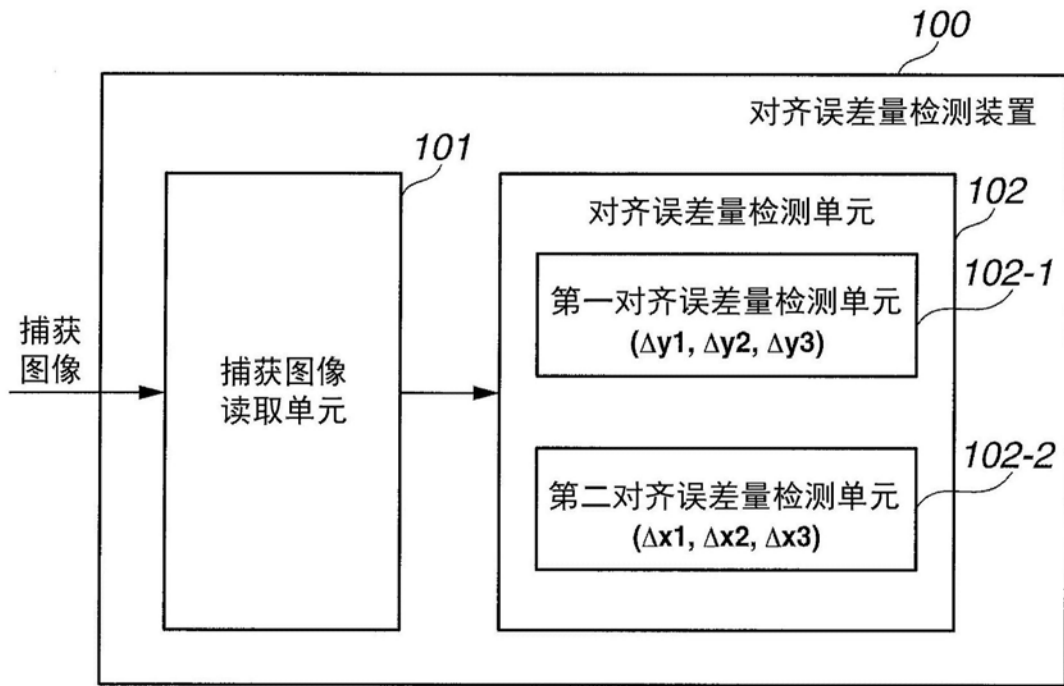 100
对齐误差量检测装置
101
102
对齐误差量检测单元
102-1
第一对齐误差量检测单元
(Δy1, Δy2, Δy3)
捕获
图像
捕获图像
读取单元
102-2
第二对齐误差量检测单元
(Δx1, Δx2, Δx3)